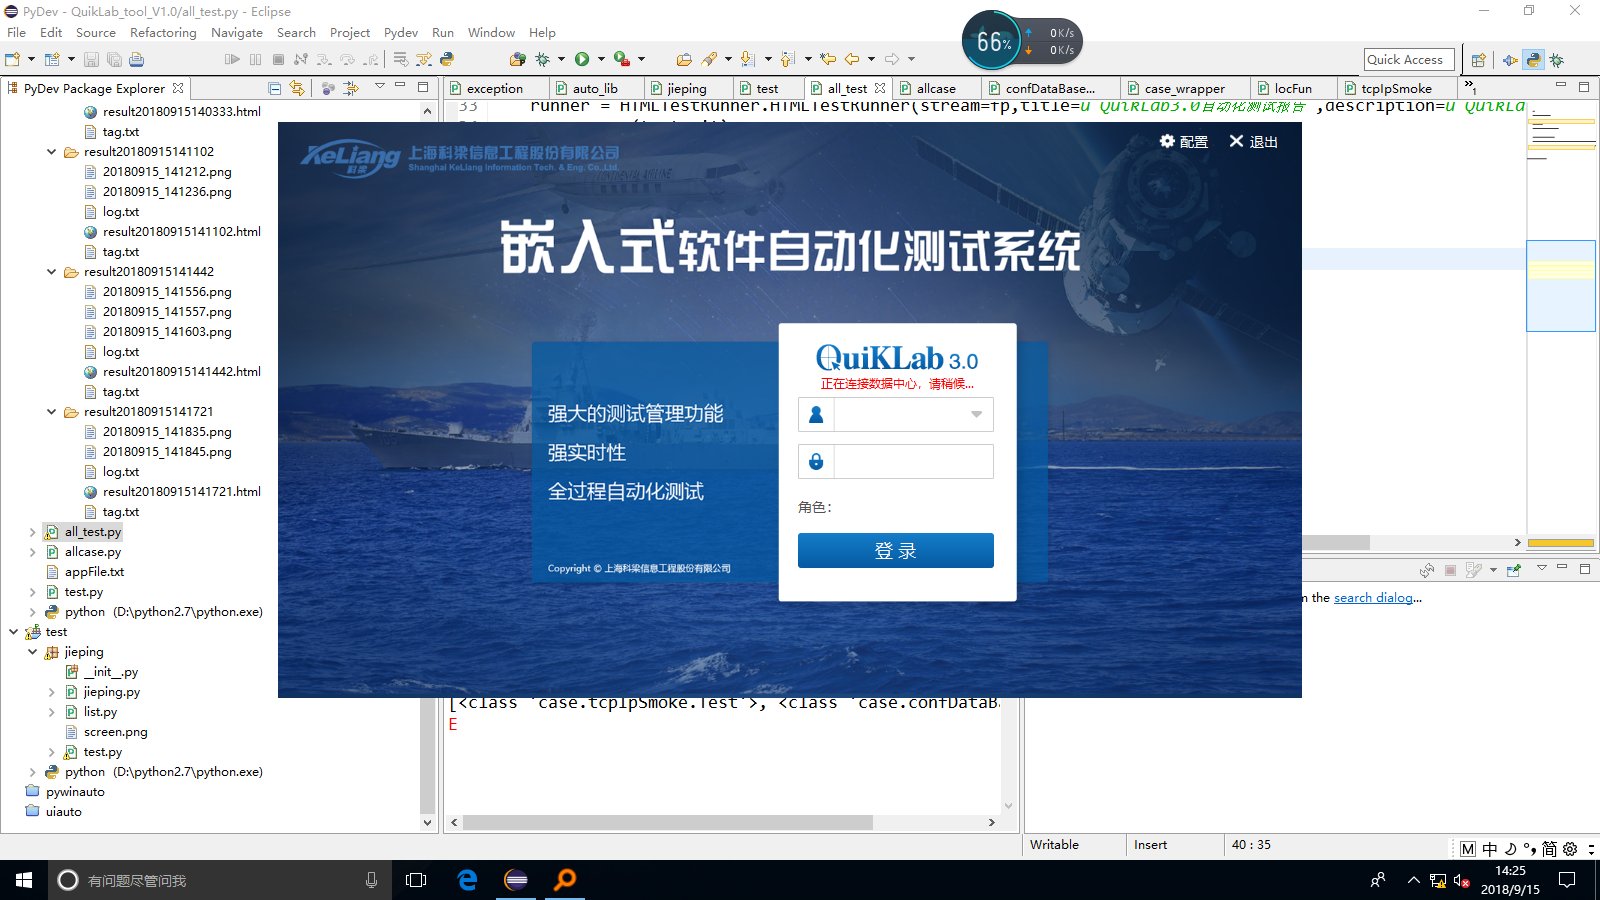 PyDev - QuikLab_tool_V1.0/all_test.py - Eclipse
File Edit Source Refactoring Navigate Search Project Pydev Run Window Help
66%
0K/s
0K/s
Quick Access
PyDev Package Explorer
exception auto_lib jieping test all_test allcase confDataBase... case_wrapper locFun tcpIpSmoke »1
result20180915140333.html
tag.txt
result20180915141102
20180915_141212.png
20180915_141236.png
log.txt
result20180915141102.html
tag.txt
result20180915141442
20180915_141556.png
20180915_141557.png
20180915_141603.png
log.txt
result20180915141442.html
tag.txt
result20180915141721
20180915_141835.png
20180915_141845.png
log.txt
result20180915141721.html
tag.txt
all_test.py
allcase.py
appFile.txt
test.py
python (D:\python2.7\python.exe)
test
jieping
__init__.py
jieping.py
list.py
screen.png
test.py
python (D:\python2.7\python.exe)
pywinauto
uiauto
33 runner = HTMLTestRunner.HTMLTestRunner(stream=fp,title=u'QuikLab3.0自动化测试报告',description=u'QuikLa
KeLiang 科梁 上海科梁信息工程股份有限公司
Shanghai KeLiang Information Tech. & Eng. Co.,Ltd.
配置 退出
嵌入式软件自动化测试系统
强大的测试管理功能
强实时性
全过程自动化测试
Copyright © 上海科梁信息工程股份有限公司
QuiKLab 3.0
正在连接数据中心，请稍候...
角色：
登录
the search dialog...
[<class 'case.tcpIpSmoke.Test'>, <class 'case.confDataBa
E
Writable Insert 40 : 35
M 中 简
有问题尽管问我
14:25
2018/9/15